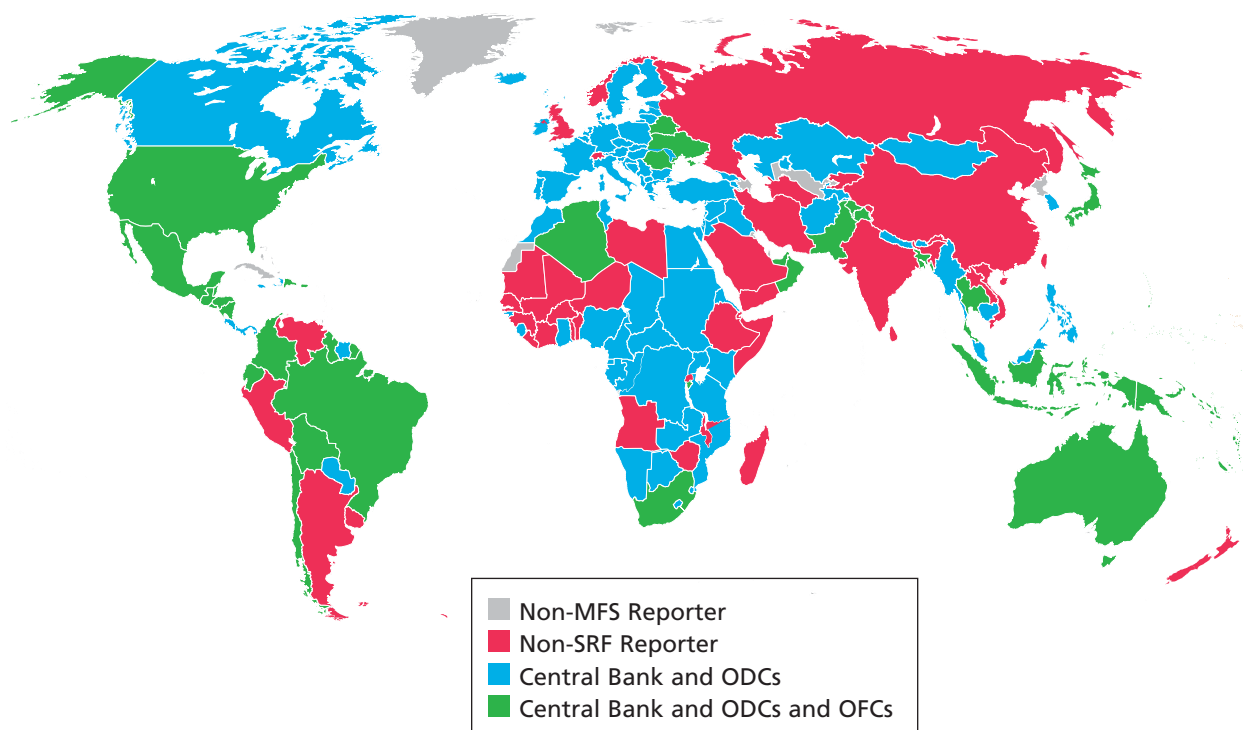 Non-MFS Reporter
Non-SRF Reporter
Central Bank and ODCs
Central Bank and ODCs and OFCs